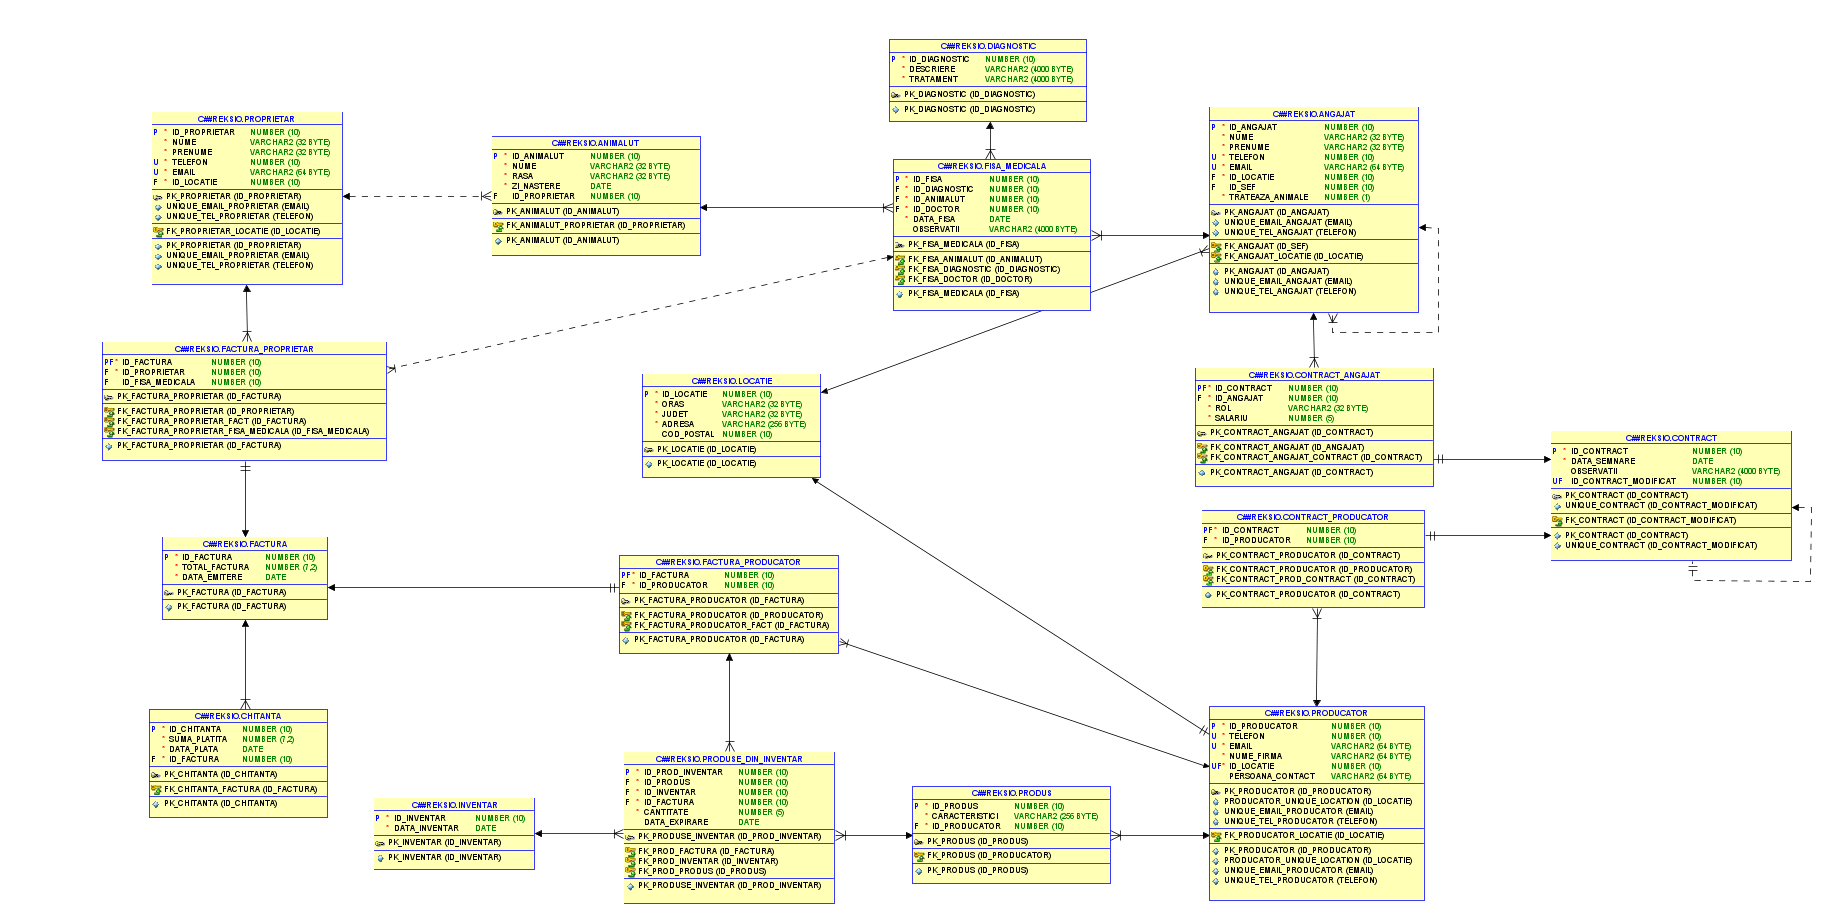 C##REKSIO.DIAGNOSTIC
P * ID_DIAGNOSTIC NUMBER (10)
* DESCRIERE VARCHAR2 (4000 BYTE)
* TRATAMENT VARCHAR2 (4000 BYTE)
PK_DIAGNOSTIC (ID_DIAGNOSTIC)
PK_DIAGNOSTIC (ID_DIAGNOSTIC)
C##REKSIO.PROPRIETAR
P * ID_PROPRIETAR NUMBER (10)
* NUME VARCHAR2 (32 BYTE)
* PRENUME VARCHAR2 (32 BYTE)
U * TELEFON NUMBER (10)
U * EMAIL VARCHAR2 (64 BYTE)
F * ID_LOCATIE NUMBER (10)
PK_PROPRIETAR (ID_PROPRIETAR)
UNIQUE_EMAIL_PROPRIETAR (EMAIL)
UNIQUE_TEL_PROPRIETAR (TELEFON)
FK_PROPRIETAR_LOCATIE (ID_LOCATIE)
PK_PROPRIETAR (ID_PROPRIETAR)
UNIQUE_EMAIL_PROPRIETAR (EMAIL)
UNIQUE_TEL_PROPRIETAR (TELEFON)
C##REKSIO.ANIMALUT
P * ID_ANIMALUT NUMBER (10)
* NUME VARCHAR2 (32 BYTE)
* RASA VARCHAR2 (32 BYTE)
* ZI_NASTERE DATE
F ID_PROPRIETAR NUMBER (10)
PK_ANIMALUT (ID_ANIMALUT)
FK_ANIMALUT_PROPRIETAR (ID_PROPRIETAR)
PK_ANIMALUT (ID_ANIMALUT)
C##REKSIO.FISA_MEDICALA
P * ID_FISA NUMBER (10)
F * ID_DIAGNOSTIC NUMBER (10)
F * ID_ANIMALUT NUMBER (10)
F * ID_DOCTOR NUMBER (10)
* DATA_FISA DATE
OBSERVATII VARCHAR2 (4000 BYTE)
PK_FISA_MEDICALA (ID_FISA)
FK_FISA_ANIMALUT (ID_ANIMALUT)
FK_FISA_DIAGNOSTIC (ID_DIAGNOSTIC)
FK_FISA_DOCTOR (ID_DOCTOR)
PK_FISA_MEDICALA (ID_FISA)
C##REKSIO.ANGAJAT
P * ID_ANGAJAT NUMBER (10)
* NUME VARCHAR2 (32 BYTE)
* PRENUME VARCHAR2 (32 BYTE)
U * TELEFON NUMBER (10)
U * EMAIL VARCHAR2 (64 BYTE)
F * ID_LOCATIE NUMBER (10)
F ID_SEF NUMBER (10)
* TRATEAZA_ANIMALE NUMBER (1)
PK_ANGAJAT (ID_ANGAJAT)
UNIQUE_EMAIL_ANGAJAT (EMAIL)
UNIQUE_TEL_ANGAJAT (TELEFON)
FK_ANGAJAT (ID_SEF)
FK_ANGAJAT_LOCATIE (ID_LOCATIE)
PK_ANGAJAT (ID_ANGAJAT)
UNIQUE_EMAIL_ANGAJAT (EMAIL)
UNIQUE_TEL_ANGAJAT (TELEFON)
C##REKSIO.FACTURA_PROPRIETAR
PF * ID_FACTURA NUMBER (10)
F * ID_PROPRIETAR NUMBER (10)
F ID_FISA_MEDICALA NUMBER (10)
PK_FACTURA_PROPRIETAR (ID_FACTURA)
FK_FACTURA_PROPRIETAR (ID_PROPRIETAR)
FK_FACTURA_PROPRIETAR_FACT (ID_FACTURA)
FK_FACTURA_PROPRIETAR_FISA_MEDICALA (ID_FISA_MEDICALA)
PK_FACTURA_PROPRIETAR (ID_FACTURA)
C##REKSIO.LOCATIE
P * ID_LOCATIE NUMBER (10)
* ORAS VARCHAR2 (32 BYTE)
* JUDET VARCHAR2 (32 BYTE)
* ADRESA VARCHAR2 (256 BYTE)
COD_POSTAL NUMBER (10)
PK_LOCATIE (ID_LOCATIE)
PK_LOCATIE (ID_LOCATIE)
C##REKSIO.CONTRACT_ANGAJAT
PF * ID_CONTRACT NUMBER (10)
F * ID_ANGAJAT NUMBER (10)
* ROL VARCHAR2 (32 BYTE)
* SALARIU NUMBER (5)
PK_CONTRACT_ANGAJAT (ID_CONTRACT)
FK_CONTRACT_ANGAJAT (ID_ANGAJAT)
FK_CONTRACT_ANGAJAT_CONTRACT (ID_CONTRACT)
PK_CONTRACT_ANGAJAT (ID_CONTRACT)
C##REKSIO.CONTRACT
P * ID_CONTRACT NUMBER (10)
* DATA_SEMNARE DATE
OBSERVATII VARCHAR2 (4000 BYTE)
UF ID_CONTRACT_MODIFICAT NUMBER (10)
PK_CONTRACT (ID_CONTRACT)
UNIQUE_CONTRACT (ID_CONTRACT_MODIFICAT)
FK_CONTRACT (ID_CONTRACT_MODIFICAT)
PK_CONTRACT (ID_CONTRACT)
UNIQUE_CONTRACT (ID_CONTRACT_MODIFICAT)
C##REKSIO.CONTRACT_PRODUCATOR
PF * ID_CONTRACT NUMBER (10)
F * ID_PRODUCATOR NUMBER (10)
PK_CONTRACT_PRODUCATOR (ID_CONTRACT)
FK_CONTRACT_PRODUCATOR (ID_PRODUCATOR)
FK_CONTRACT_PROD_CONTRACT (ID_CONTRACT)
PK_CONTRACT_PRODUCATOR (ID_CONTRACT)
C##REKSIO.FACTURA
P * ID_FACTURA NUMBER (10)
* TOTAL_FACTURA NUMBER (7,2)
* DATA_EMITERE DATE
PK_FACTURA (ID_FACTURA)
PK_FACTURA (ID_FACTURA)
C##REKSIO.FACTURA_PRODUCATOR
PF * ID_FACTURA NUMBER (10)
F * ID_PRODUCATOR NUMBER (10)
PK_FACTURA_PRODUCATOR (ID_FACTURA)
FK_FACTURA_PRODUCATOR (ID_PRODUCATOR)
FK_FACTURA_PRODUCATOR_FACT (ID_FACTURA)
PK_FACTURA_PRODUCATOR (ID_FACTURA)
C##REKSIO.CHITANTA
P * ID_CHITANTA NUMBER (10)
* SUMA_PLATITA NUMBER (7,2)
* DATA_PLATA DATE
F * ID_FACTURA NUMBER (10)
PK_CHITANTA (ID_CHITANTA)
FK_CHITANTA_FACTURA (ID_FACTURA)
PK_CHITANTA (ID_CHITANTA)
C##REKSIO.INVENTAR
P * ID_INVENTAR NUMBER (10)
* DATA_INVENTAR DATE
PK_INVENTAR (ID_INVENTAR)
PK_INVENTAR (ID_INVENTAR)
C##REKSIO.PRODUSE_DIN_INVENTAR
P * ID_PROD_INVENTAR NUMBER (10)
F * ID_PRODUS NUMBER (10)
F * ID_INVENTAR NUMBER (10)
F * ID_FACTURA NUMBER (10)
* CANTITATE NUMBER (5)
DATA_EXPIRARE DATE
PK_PRODUSE_INVENTAR (ID_PROD_INVENTAR)
FK_PROD_FACTURA (ID_FACTURA)
FK_PROD_INVENTAR (ID_INVENTAR)
FK_PROD_PRODUS (ID_PRODUS)
PK_PRODUSE_INVENTAR (ID_PROD_INVENTAR)
C##REKSIO.PRODUS
P * ID_PRODUS NUMBER (10)
* CARACTERISTICI VARCHAR2 (256 BYTE)
F * ID_PRODUCATOR NUMBER (10)
PK_PRODUS (ID_PRODUS)
FK_PRODUS (ID_PRODUCATOR)
PK_PRODUS (ID_PRODUS)
C##REKSIO.PRODUCATOR
P * ID_PRODUCATOR NUMBER (10)
U * TELEFON NUMBER (10)
U * EMAIL VARCHAR2 (64 BYTE)
* NUME_FIRMA VARCHAR2 (64 BYTE)
UF * ID_LOCATIE NUMBER (10)
PERSOANA_CONTACT VARCHAR2 (64 BYTE)
PK_PRODUCATOR (ID_PRODUCATOR)
PRODUCATOR_UNIQUE_LOCATION (ID_LOCATIE)
UNIQUE_EMAIL_PRODUCATOR (EMAIL)
UNIQUE_TEL_PRODUCATOR (TELEFON)
FK_PRODUCATOR_LOCATIE (ID_LOCATIE)
PK_PRODUCATOR (ID_PRODUCATOR)
PRODUCATOR_UNIQUE_LOCATION (ID_LOCATIE)
UNIQUE_EMAIL_PRODUCATOR (EMAIL)
UNIQUE_TEL_PRODUCATOR (TELEFON)